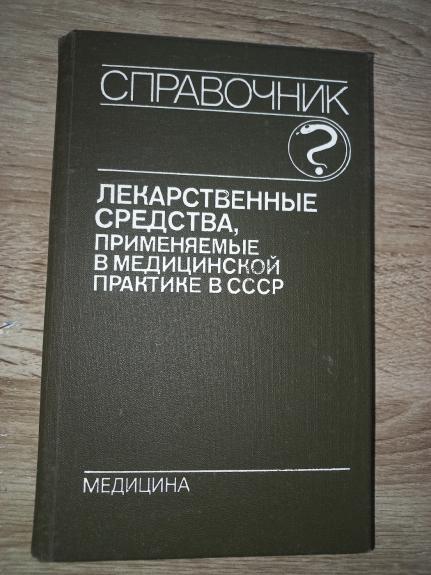 СПРАВОЧНИК
?
ЛЕКАРСТВЕННЫЕ
СРЕДСТВА,
ПРИМЕНЯЕМЫЕ
В МЕДИЦИНСКОЙ
ПРАКТИКЕ В СССР
МЕДИЦИНА